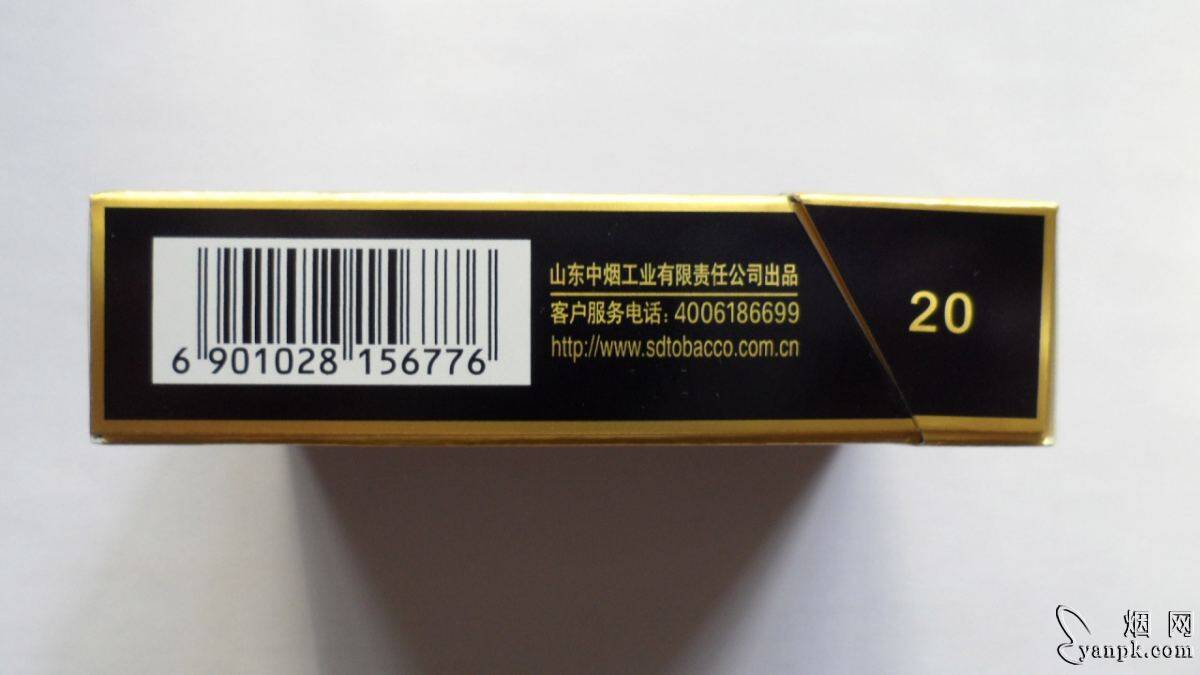 山东中烟工业有限责任公司出品
客户服务电话：4006186699
http://www.sdtobacco.com.cn
6 901028 156776
20
烟网
yanpk.com